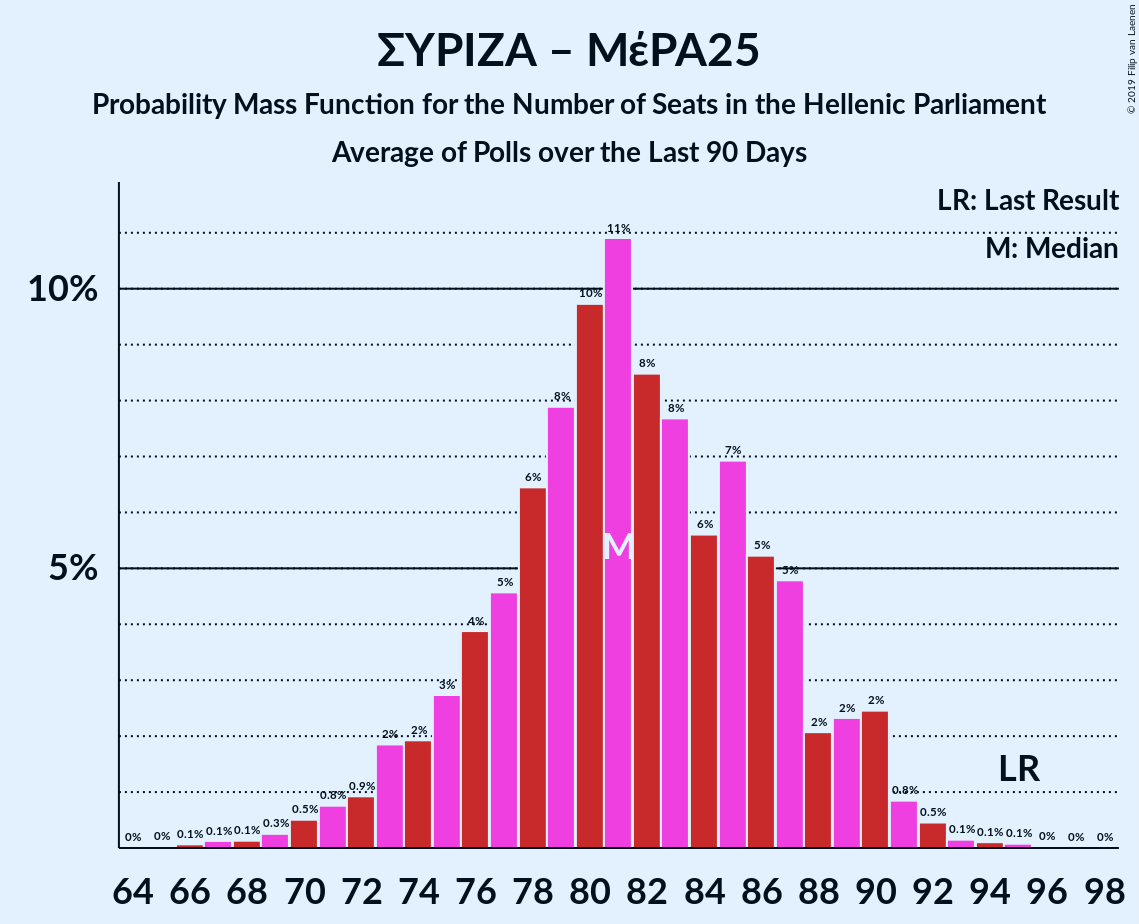 ΣΥΡΙΖΑ – ΜέΡΑ25
Probability Mass Function for the Number of Seats in the Hellenic Parliament
Average of Polls over the Last 90 Days
© 2019 Filip van Laenen
LR: Last Result
M: Median
10%
5%
0% 0% 0.1% 0.1% 0.1% 0.3% 0.5% 0.8% 0.9% 2% 2% 3% 4% 5% 6% 8% 10% 11% 8% 8% 6% 7% 5% 5% 2% 2% 2% 0.8% 0.5% 0.1% 0.1% 0.1% 0% 0% 0%
M
LR
64 66 68 70 72 74 76 78 80 82 84 86 88 90 92 94 96 98